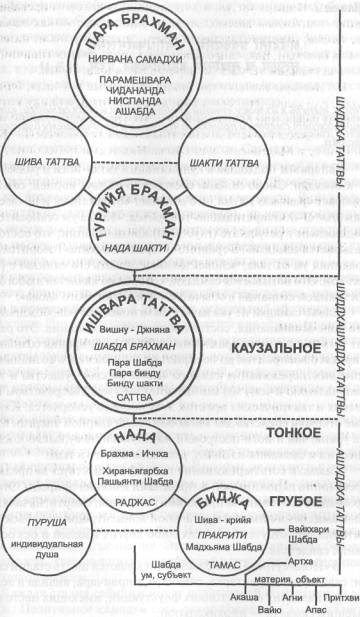 ПАРА БРАХМАН
НИРВАНА САМАДХИ
ПАРАМЕШВАРА
ЧИДАНАНДА
НИСПАНДА
АШАБДА
ШИВА ТАТТВА
ШАКТИ ТАТТВА
ШУДДХА ТАТТВЫ
ТУРИЙЯ БРАХМАН
НАДА ШАКТИ
ИШВАРА ТАТТВА
Вишну - Джняна
ШАБДА БРАХМАН
Пара Шабда
Пара бинду
Бинду шакти
САТТВА
КАУЗАЛЬНОЕ
ШУДДХАШУДДХА ТАТТВЫ
ТОНКОЕ
НАДА
Брахма - Иччха
Хираньягарбха
Пашьянти Шабда
РАДЖАС
ГРУБОЕ
АШУДДХА ТАТТВЫ
БИДЖА
Шива - крийя
ПРАКРИТИ
Мадхьяма Шабда
ТАМАС
ПУРУША
индивидуальная
душа
Вайкхари
Шабда
Артха
Шабда
ум, субъект
материя, объект
Акаша
Агни
Притхви
Вайю
Апас